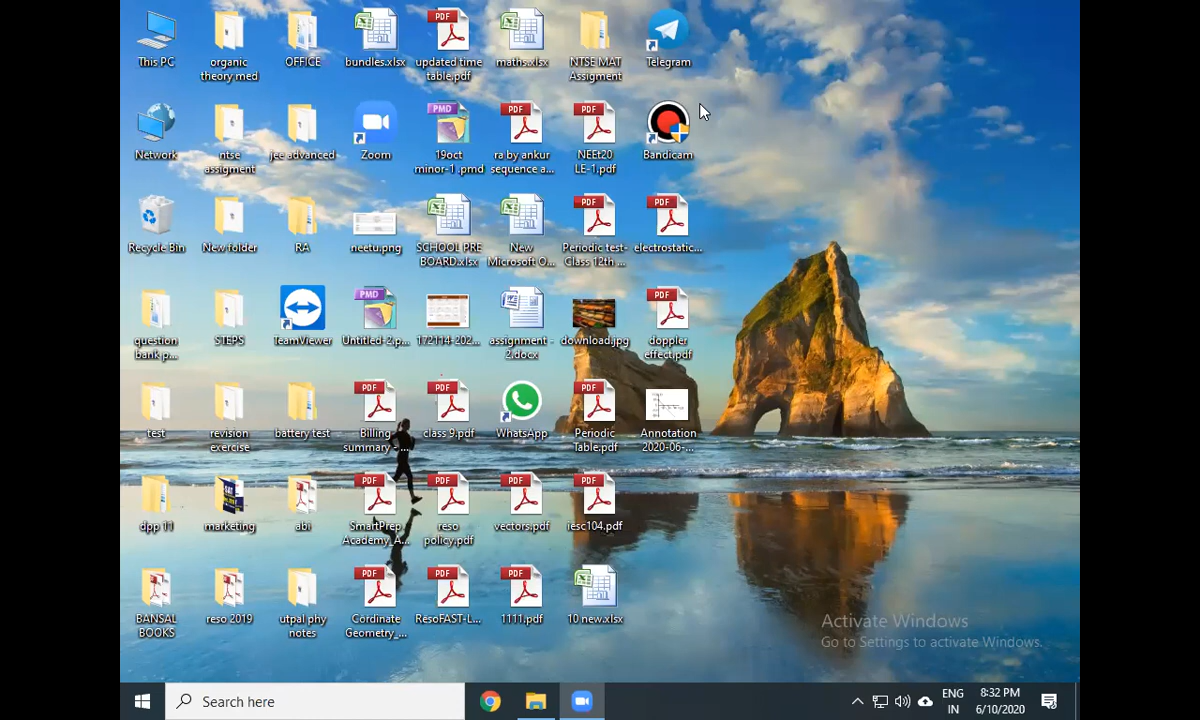 This PC
organic
theory med
OFFICE
bundles.xlsx
updated time
table.pdf
maths.xlsx
NTSE MAT
Assigment
Telegram
Network
ntse
assigment
jee advanced
Zoom
19oct
minor-1 .pmd
ra by ankur
sequence a...
NEEt20
LE-1.pdf
Bandicam
Recycle Bin
New folder
RA
neetu.png
SCHOOL PRE
BOARD.xlsx
New
Microsoft O...
Periodic test-
Class 12th ...
electrostatic...
question
bank p...
STEPS
TeamViewer
Untitled-2.p...
172114-202...
assignment -
2.docx
download.jpg
doppler
effect.pdf
test
revision
exercise
battery test
Billing
summary - ...
class 9.pdf
WhatsApp
Periodic
Table.pdf
Annotation
2020-06-...
dpp 11
marketing
abi
SmartPrep
Academy_A...
reso
policy.pdf
vectors.pdf
iesc104.pdf
BANSAL
BOOKS
reso 2019
utpal phy
notes
Cordinate
Geometry_...
ResoFAST-L...
1111.pdf
10 new.xlsx
Activate Windows
Go to Settings to activate Windows.
Search here
ENG
IN
8:32 PM
6/10/2020